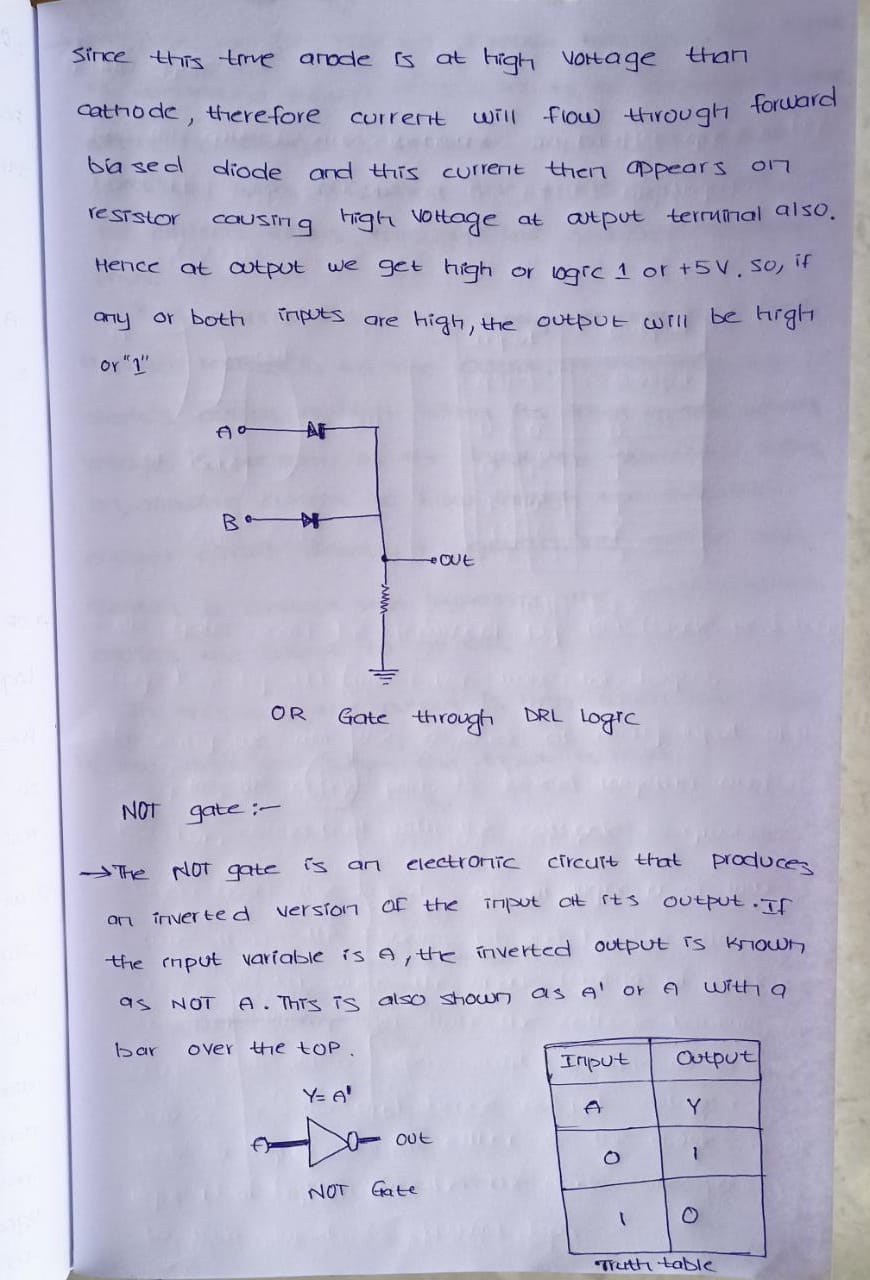 Since this time anode is at high voltage than
cathode, therefore current will flow through forward
biased diode and this current then appears on
resistor causing high voltage at output terminal also.
Hence at output we get high or logic 1 or +5V. So, if
any or both inputs are high, the output will be high
or "1"
A
B
OUt
OR Gate through DRL Logic
NOT gate :-
→ The NOT gate is an electronic circuit that produces
an inverted version of the input at its output. If
the input variable is A, the inverted output is known
as NOT A. This is also shown as A' or A with a
bar over the top.
Y= A'
A
out
NOT Gate
Input Output
A Y
0 1
1 0
Truth table